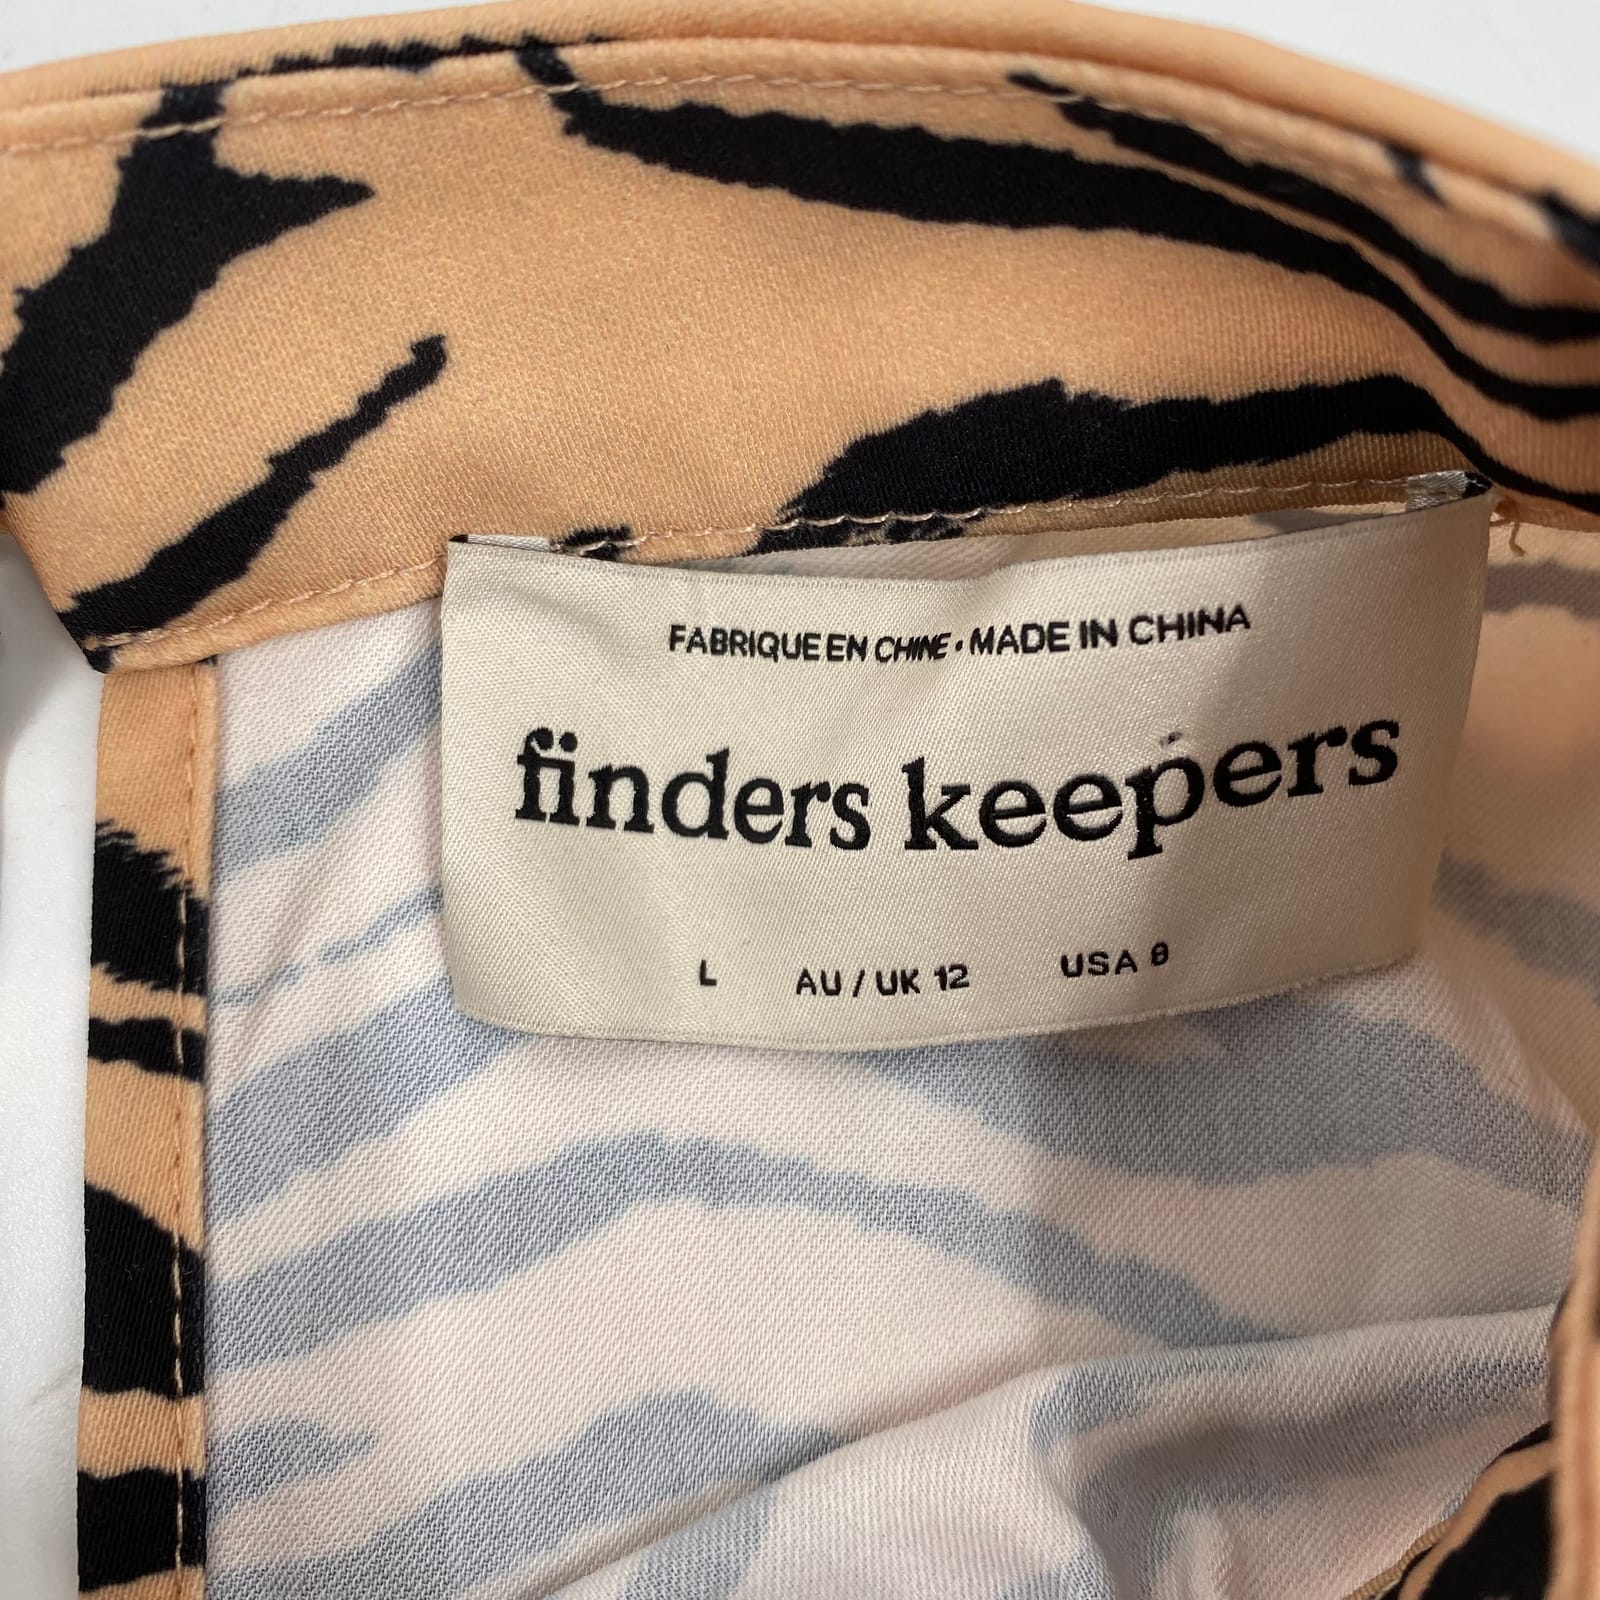 FABRIQUE EN CHINE • MADE IN CHINA
finders keepers
L AU / UK 12 USA 8